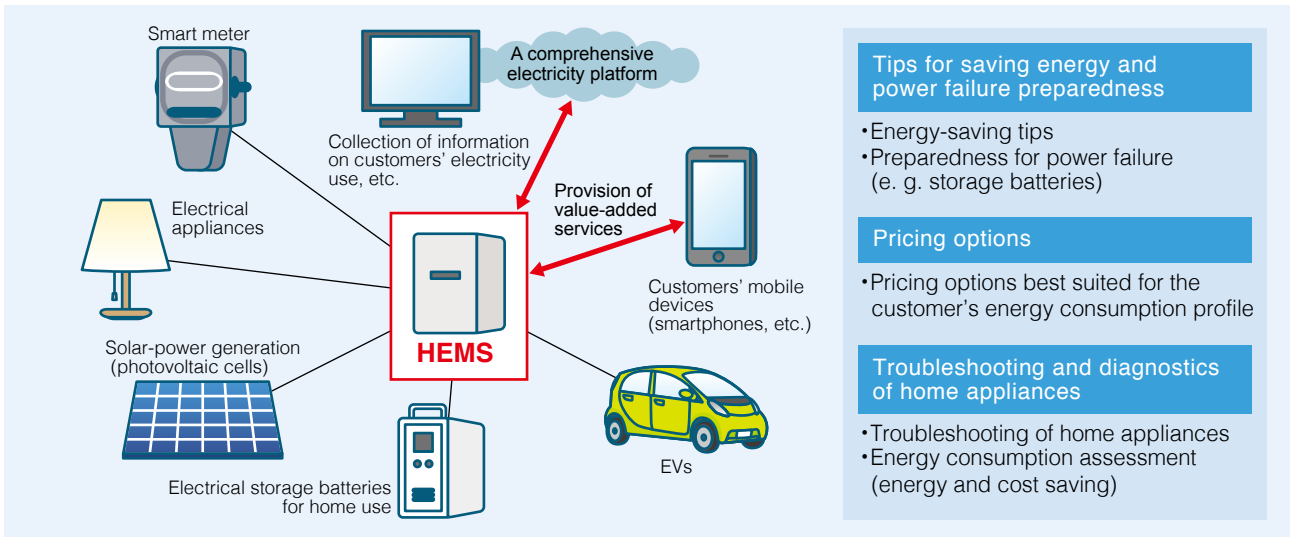 Smart meter
A comprehensive
electricity platform
Collection of information
on customers' electricity
use, etc.
Provision of
value-added
services
Electrical
appliances
HEMS
Customers' mobile
devices
(smartphones, etc.)
Solar-power generation
(photovoltaic cells)
Electrical storage batteries
for home use
EVs
Tips for saving energy and
power failure preparedness
・Energy-saving tips
・Preparedness for power failure
(e. g. storage batteries)
Pricing options
・Pricing options best suited for the
customer's energy consumption profile
Troubleshooting and diagnostics
of home appliances
・Troubleshooting of home appliances
・Energy consumption assessment
(energy and cost saving)